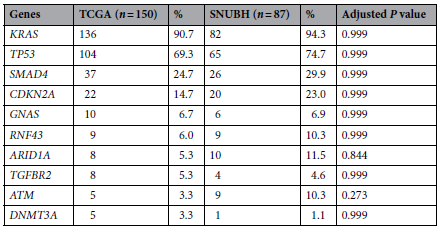 Genes TCGA (n=150) % SNUBH (n=87) % Adjusted P value
KRAS 136 90.7 82 94.3 0.999
TP53 104 69.3 65 74.7 0.999
SMAD4 37 24.7 26 29.9 0.999
CDKN2A 22 14.7 20 23.0 0.999
GNAS 10 6.7 6 6.9 0.999
RNF43 9 6.0 9 10.3 0.999
ARID1A 8 5.3 10 11.5 0.844
TGFBR2 8 5.3 4 4.6 0.999
ATM 5 3.3 9 10.3 0.273
DNMT3A 5 3.3 1 1.1 0.999